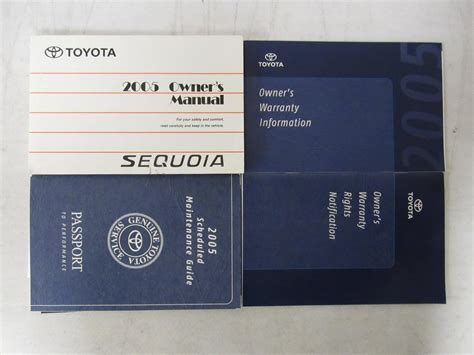 TOYOTA
2005 Owner's
Manual
For your safety and comfort,
read carefully and keep in the vehicle.
SEQUOIA
TOYOTA
Owner's
Warranty
Information
2005
PASSPORT
TO PERFORMANCE
TOYOTA GENUINE SERVICE
2005
Scheduled
Maintenance Guide
TOYOTA
Owner's
Warranty
Rights
Notification